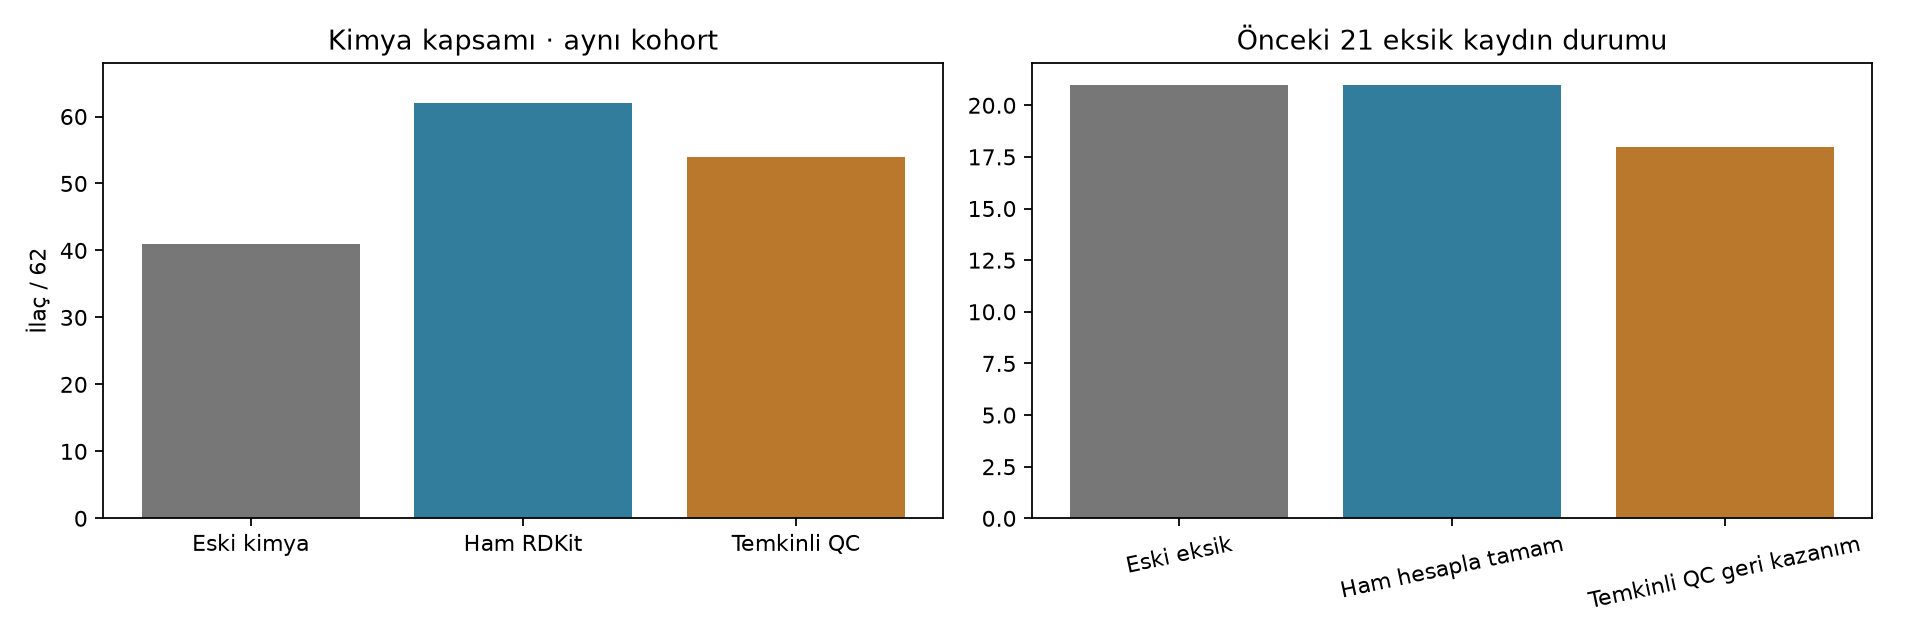 Kimya kapsamı · aynı kohort
İlaç / 62
60
50
40
30
20
10
0
Eski kimya
Ham RDKit
Temkinli QC
Önceki 21 eksik kaydın durumu
20.0
17.5
15.0
12.5
10.0
7.5
5.0
2.5
0.0
Eski eksik
Ham hesapla tamam
Temkinli QC geri kazanım